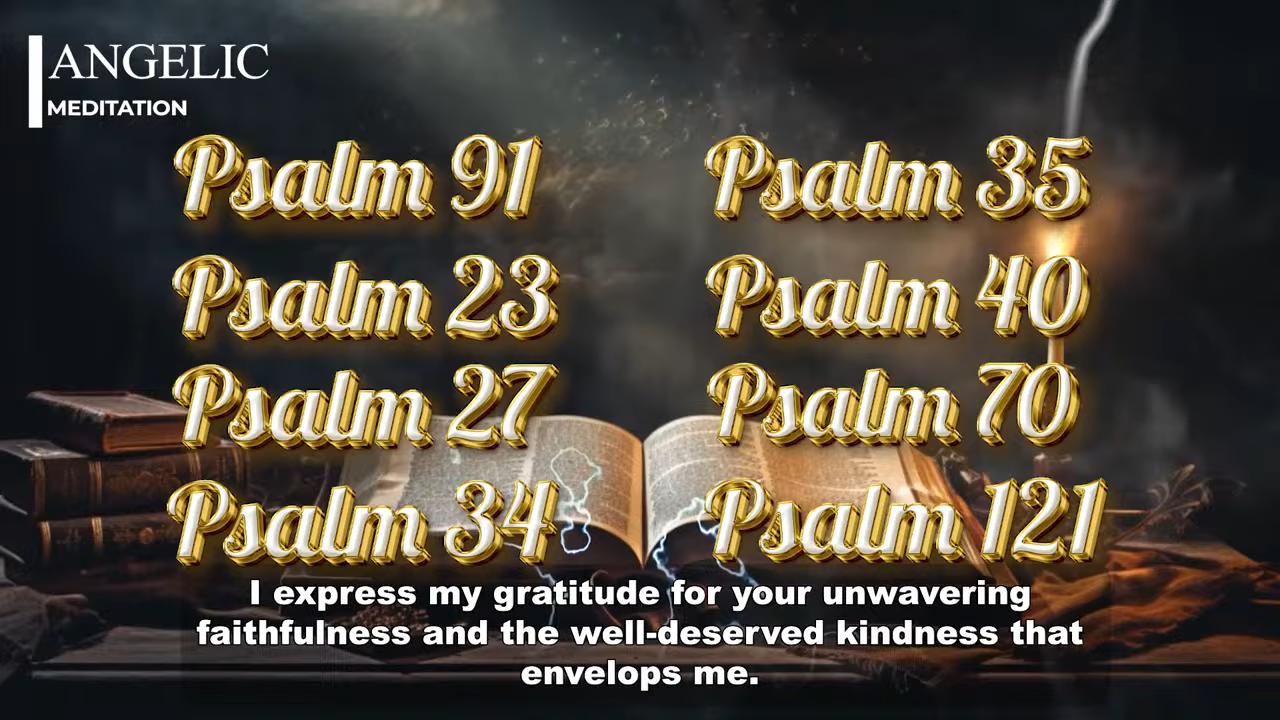 ANGELIC
MEDITATION
Psalm 91
Psalm 23
Psalm 27
Psalm 34
Psalm 35
Psalm 40
Psalm 70
Psalm 121
I express my gratitude for your unwavering
faithfulness and the well-deserved kindness that
envelops me.